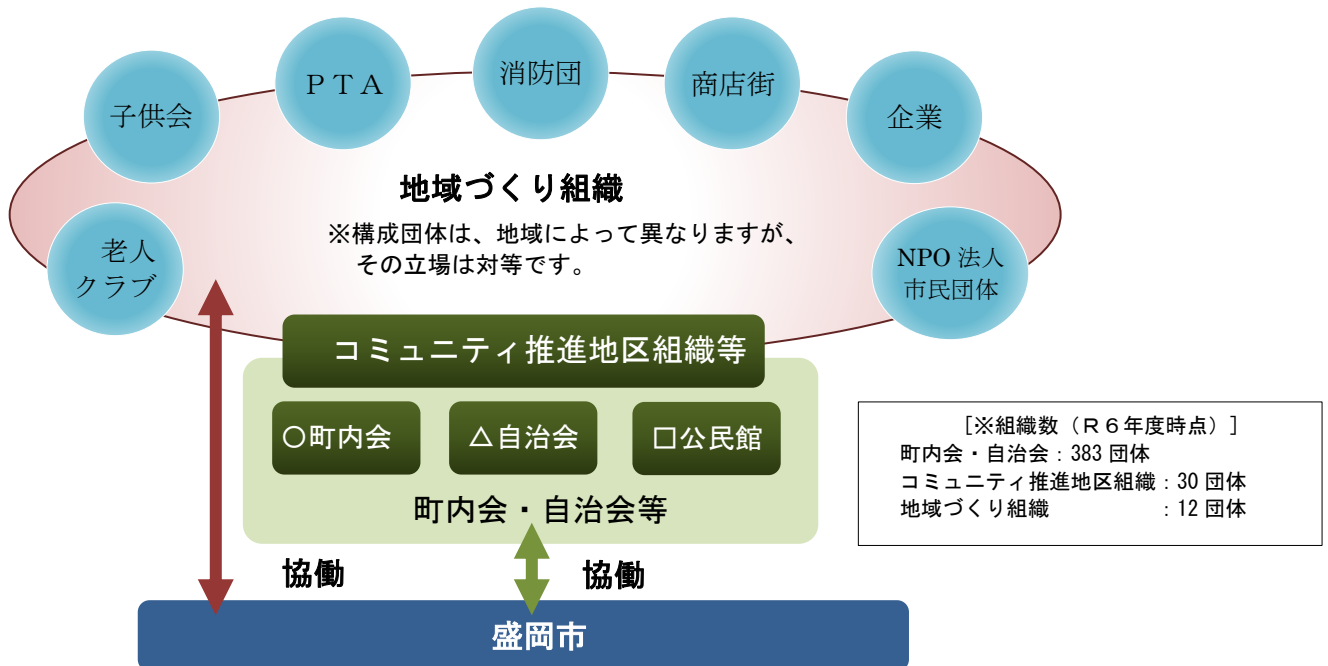 子供会
ＰＴＡ
消防団
商店街
企業
老人
クラブ
NPO 法人
市民団体
地域づくり組織
※構成団体は、地域によって異なりますが、
その立場は対等です。
コミュニティ推進地区組織等
○町内会
△自治会
□公民館
町内会・自治会等
協働
協働
盛岡市
[※組織数（Ｒ６年度時点）]
町内会・自治会：383 団体
コミュニティ推進地区組織：30 団体
地域づくり組織　　　　　：12 団体